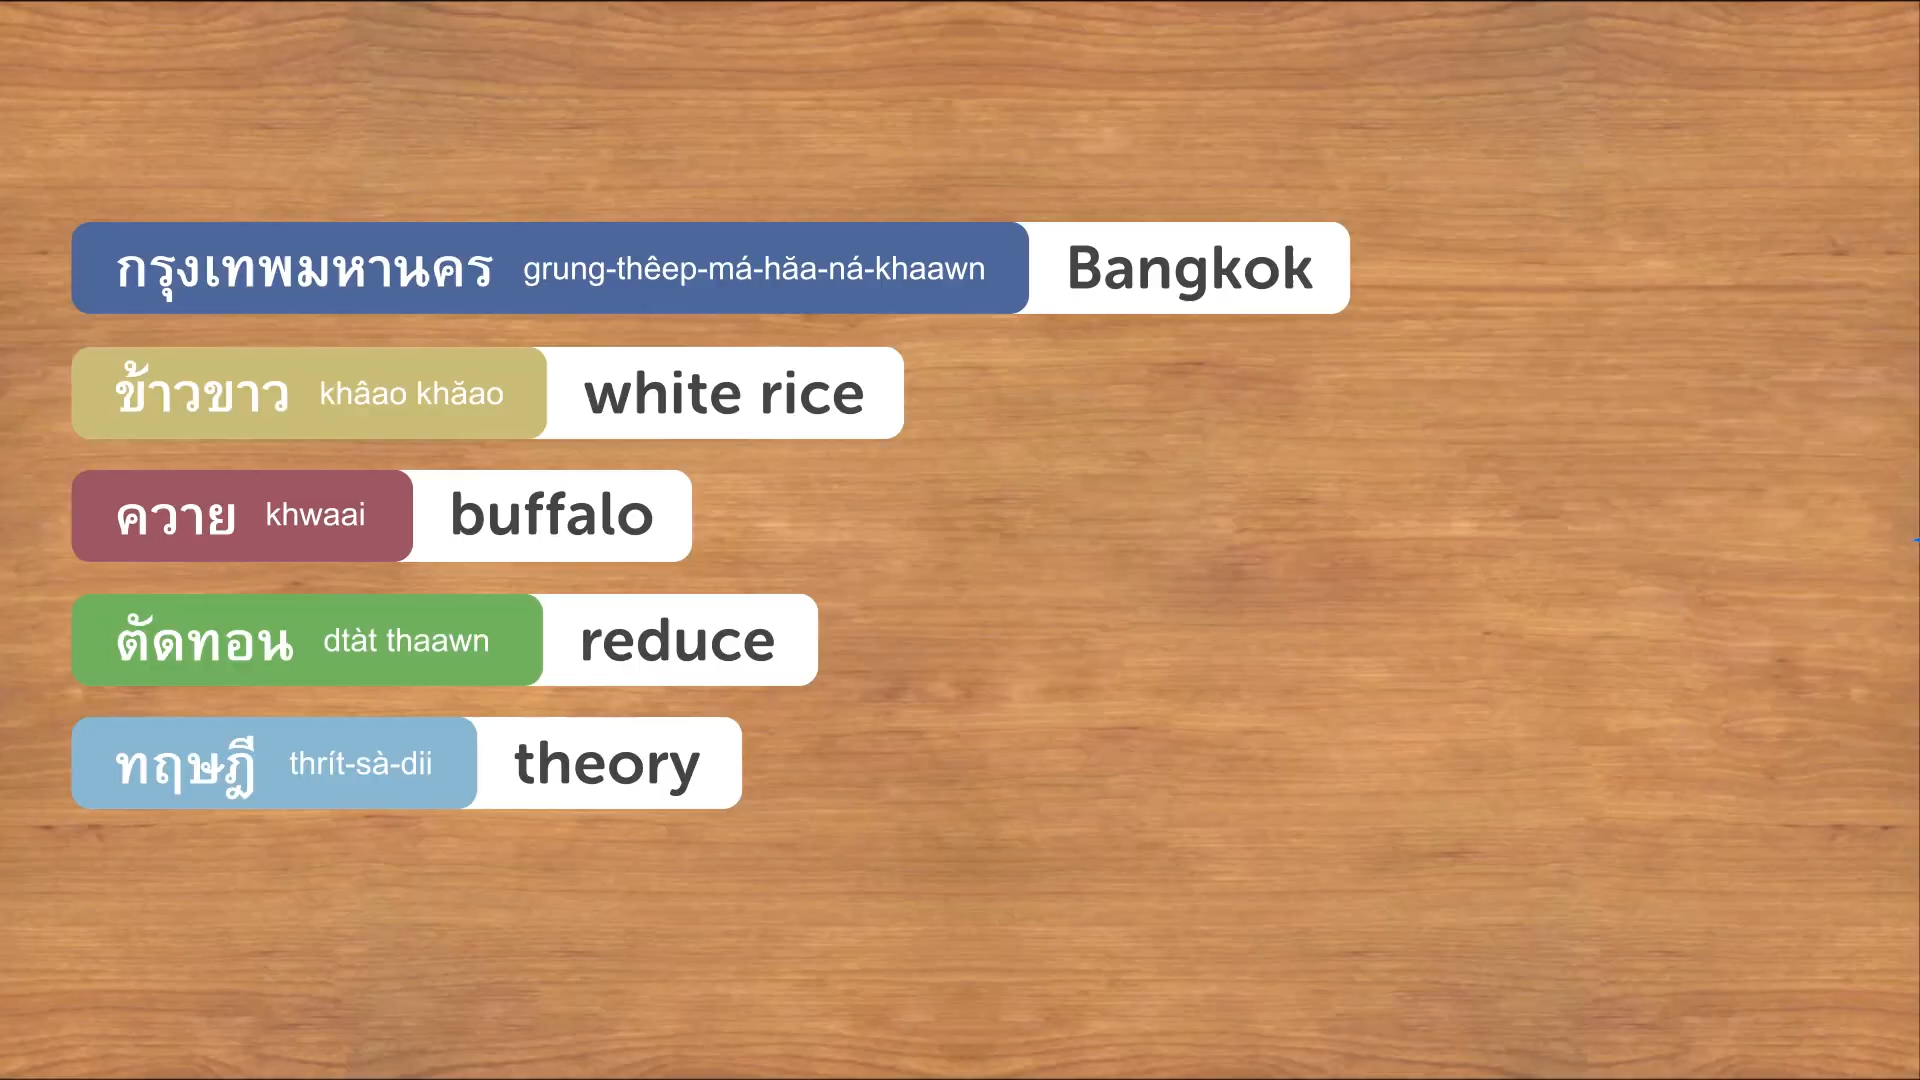 กรุงเทพมหานคร grung-thêep-má-hăa-ná-khaawn Bangkok
ข้าวขาว khâao khăao white rice
ควาย khwaai buffalo
ตัดทอน dtàt thaawn reduce
ทฤษฎี thrít-sà-dii theory